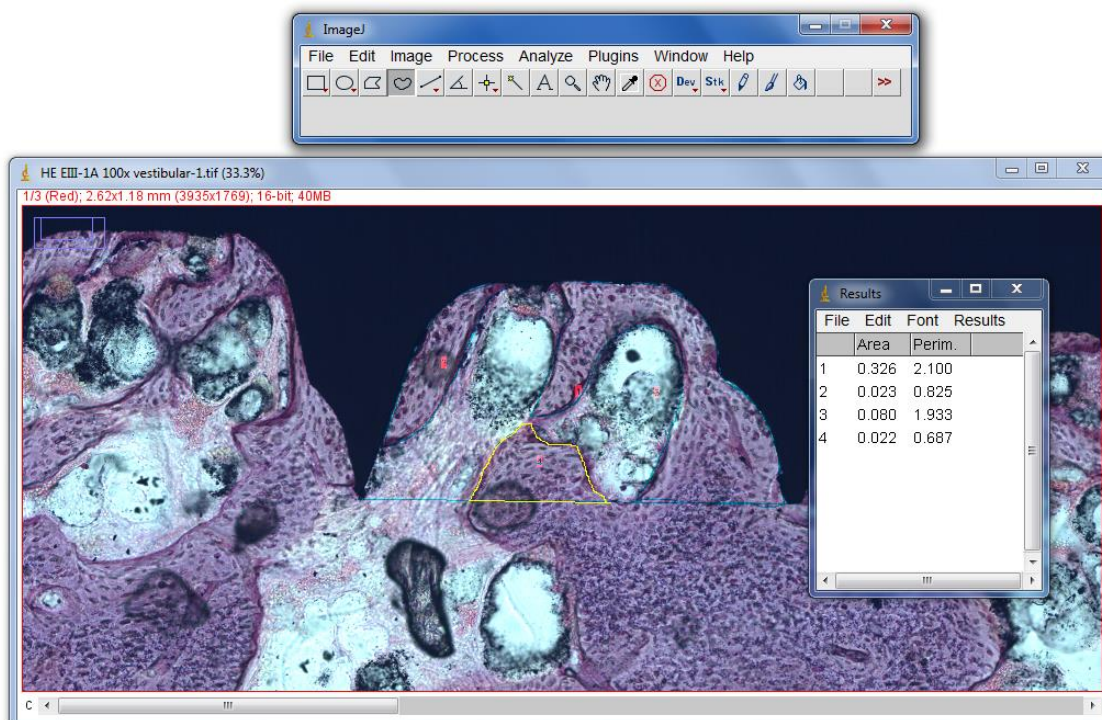 ImageJ
File Edit Image Process Analyze Plugins Window Help
A Dev Stk >>
HE EIII-1A 100x vestibular-1.tif (33.3%)
1/3 (Red); 2.62x1.18 mm (3935x1769); 16-bit; 40MB
Results
File Edit Font Results
Area Perim.
1 0.326 2.100
2 0.023 0.825
3 0.080 1.933
4 0.022 0.687
C